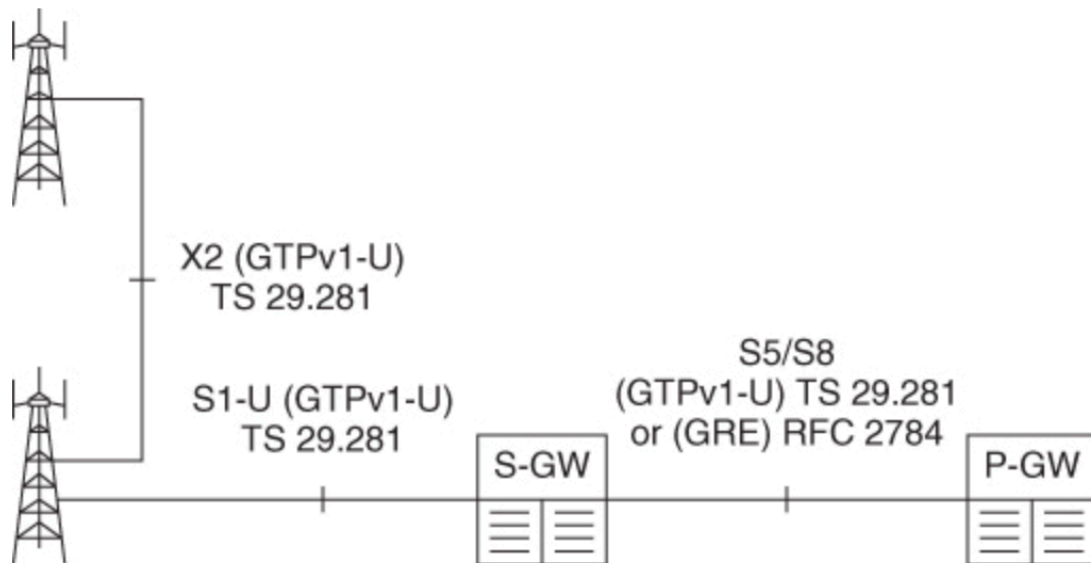 X2 (GTPv1-U)
TS 29.281
S5/S8
(GTPv1-U) TS 29.281
or (GRE) RFC 2784
S1-U (GTPv1-U)
TS 29.281
S-GW
P-GW